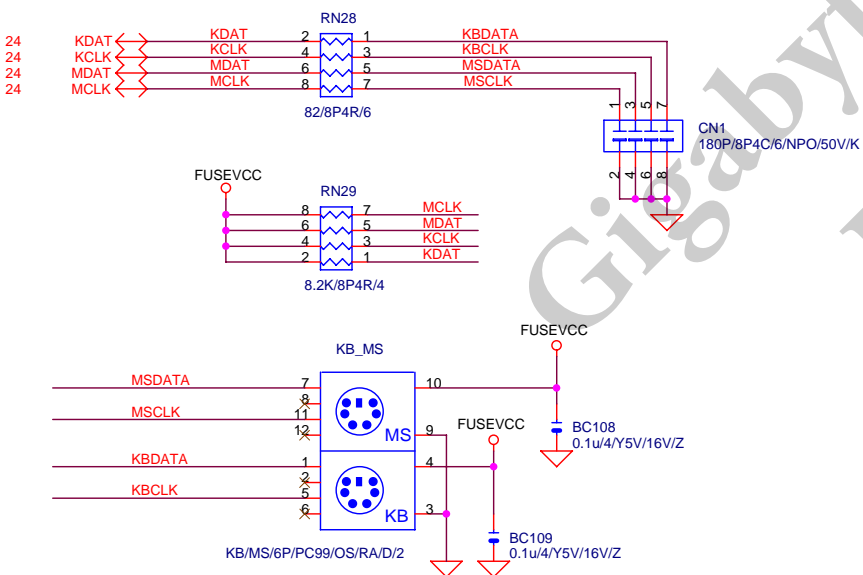 RN28
24 KDAT KDAT 2 1 KBDATA
24 KCLK KCLK 4 3 KBCLK
24 MDAT MDAT 6 5 MSDATA
24 MCLK MCLK 8 7 MSCLK
82/8P4R/6
1 3 5 7
CN1
180P/8P4C/6/NPO/50V/K
2 4 6 8
FUSEVCC
RN29
8 7 MCLK
6 5 MDAT
4 3 KCLK
2 1 KDAT
8.2K/8P4R/4
Gigaby
FUSEVCC
KB_MS
MSDATA 7 10
8
MSCLK 11
12 MS 9
BC108
0.1u/4/Y5V/16V/Z
FUSEVCC
KBDATA 1 4
2
KBCLK 5
6 KB 3
BC109
0.1u/4/Y5V/16V/Z
KB/MS/6P/PC99/OS/RA/D/2